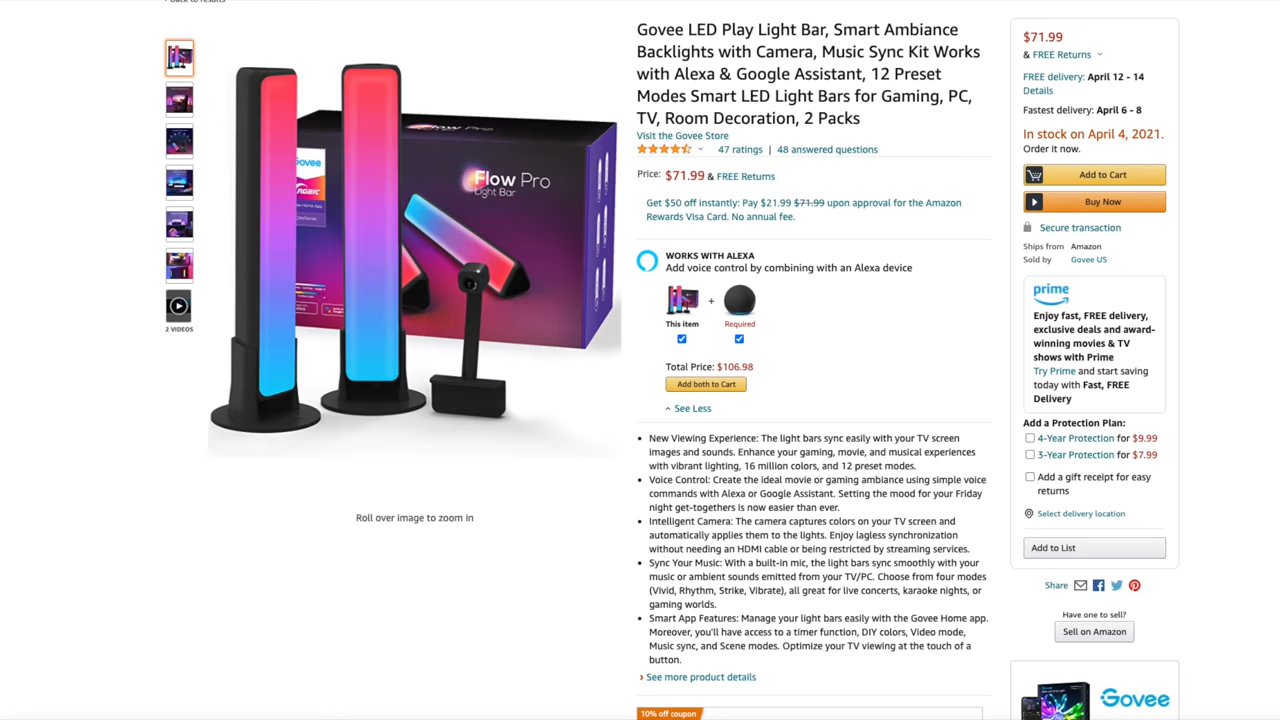 Govee LED Play Light Bar, Smart Ambiance
Backlights with Camera, Music Sync Kit Works
with Alexa & Google Assistant, 12 Preset
Modes Smart LED Light Bars for Gaming, PC,
TV, Room Decoration, 2 Packs
Visit the Govee Store
47 ratings | 48 answered questions
Price: $71.99 & FREE Returns
Get $50 off instantly: Pay $21.99 $71.99 upon approval for the Amazon
Rewards Visa Card. No annual fee.
WORKS WITH ALEXA
Add voice control by combining with an Alexa device
+
This item
Required
Total Price: $106.98
Add both to Cart
See Less
• New Viewing Experience: The light bars sync easily with your TV screen
images and sounds. Enhance your gaming, movie, and musical experiences
with vibrant lighting, 16 million colors, and 12 preset modes.
• Voice Control: Create the ideal movie or gaming ambiance using simple voice
commands with Alexa or Google Assistant. Setting the mood for your Friday
night get-togethers is now easier than ever.
• Intelligent Camera: The camera captures colors on your TV screen and
automatically applies them to the lights. Enjoy lagless synchronization
without needing an HDMI cable or being restricted by streaming services.
• Sync Your Music: With a built-in mic, the light bars sync smoothly with your
music or ambient sounds emitted from your TV/PC. Choose from four modes
(Vivid, Rhythm, Strike, Vibrate), all great for live concerts, karaoke nights, or
gaming worlds.
• Smart App Features: Manage your light bars easily with the Govee Home app.
Moreover, you'll have access to a timer function, DIY colors, Video mode,
Music sync, and Scene modes. Optimize your TV viewing at the touch of a
button.
› See more product details
10% off coupon
2 VIDEOS
Flow Pro
Light Bar
Roll over image to zoom in
$71.99
& FREE Returns
FREE delivery: April 12 - 14
Details
Fastest delivery: April 6 - 8
In stock on April 4, 2021.
Order it now.
Add to Cart
Buy Now
Secure transaction
Ships from Amazon
Sold by Govee US
prime
Enjoy fast, FREE delivery,
exclusive deals and award-
winning movies & TV
shows with Prime
Try Prime and start saving
today with Fast, FREE
Delivery
Add a Protection Plan:
4-Year Protection for $9.99
3-Year Protection for $7.99
Add a gift receipt for easy
returns
Select delivery location
Add to List
Share
Have one to sell?
Sell on Amazon
Govee